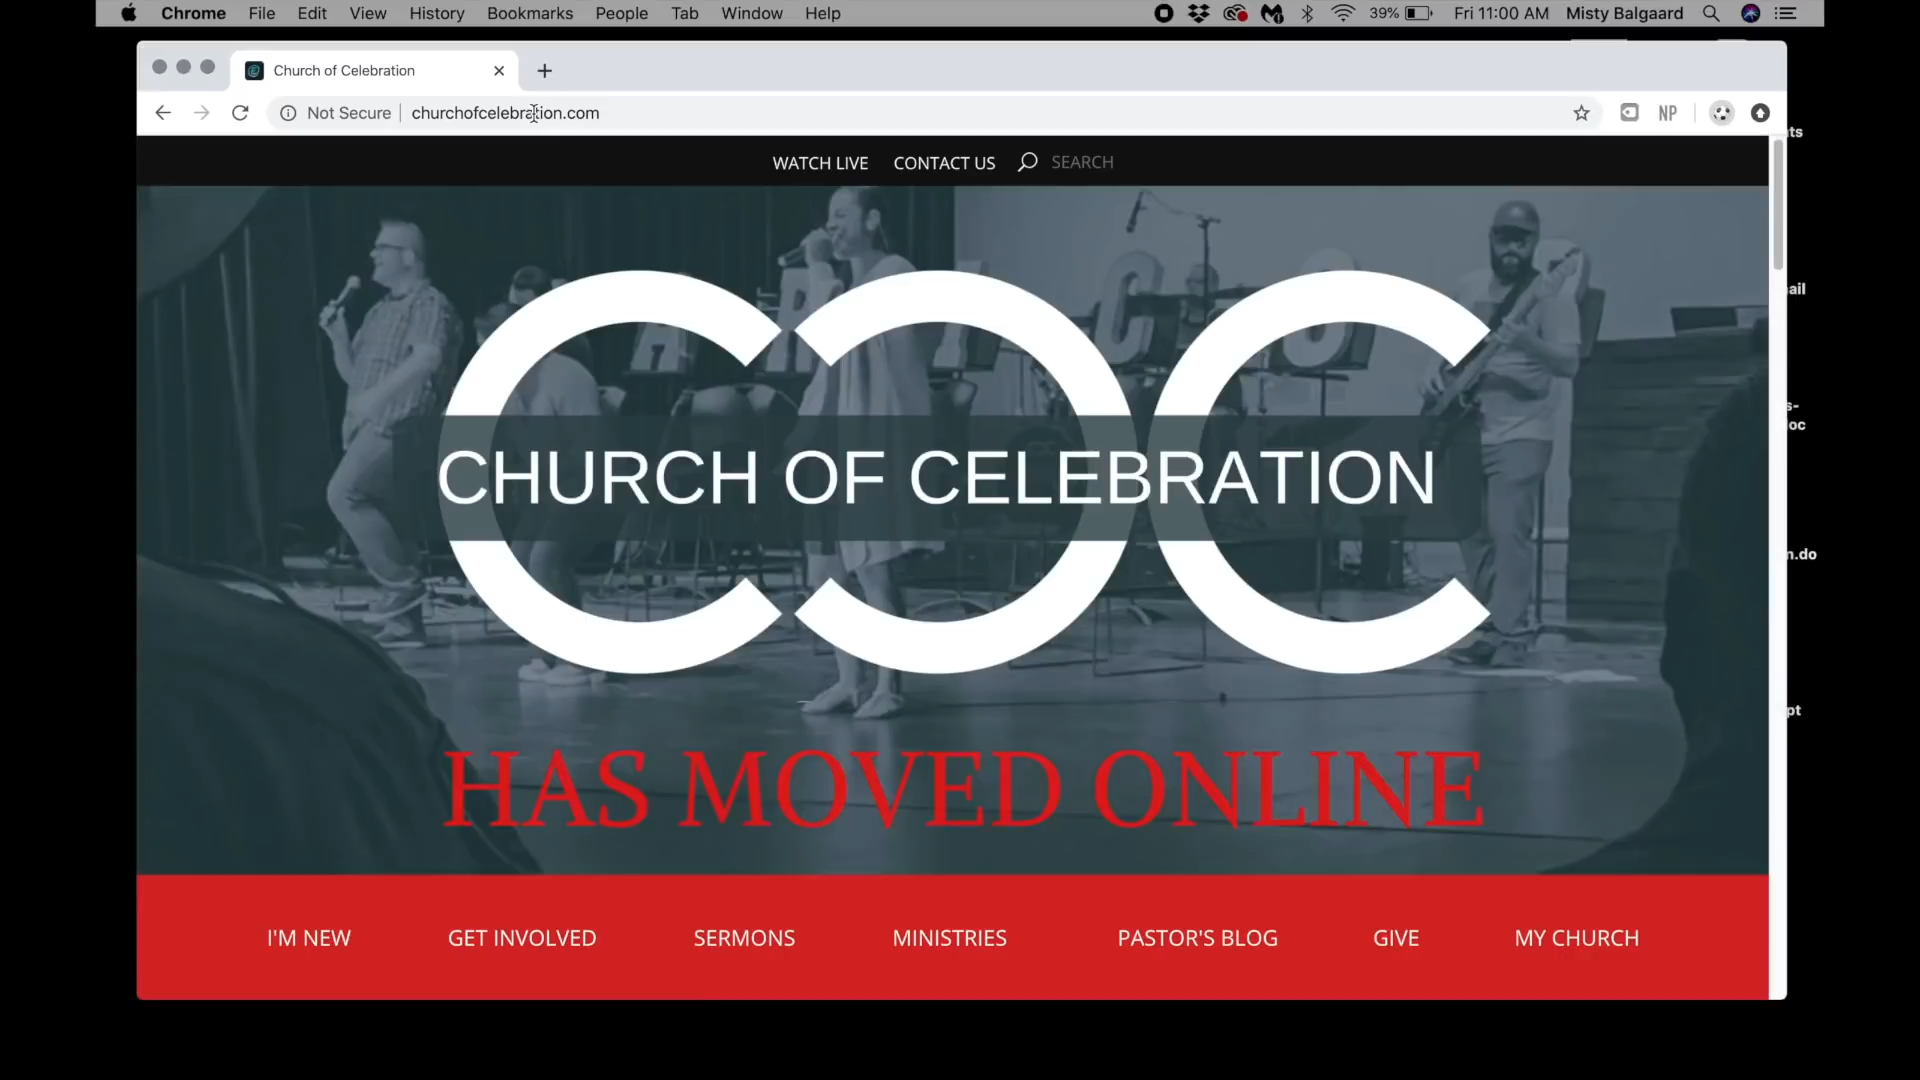 Chrome File Edit View History Bookmarks People Tab Window Help 39% Fri 11:00 AM Misty Balgaard
Church of Celebration
Not Secure churchofcelebration.com NP
WATCH LIVE CONTACT US SEARCH
COC
CHURCH OF CELEBRATION
HAS MOVED ONLINE
I'M NEW GET INVOLVED SERMONS MINISTRIES PASTOR'S BLOG GIVE MY CHURCH